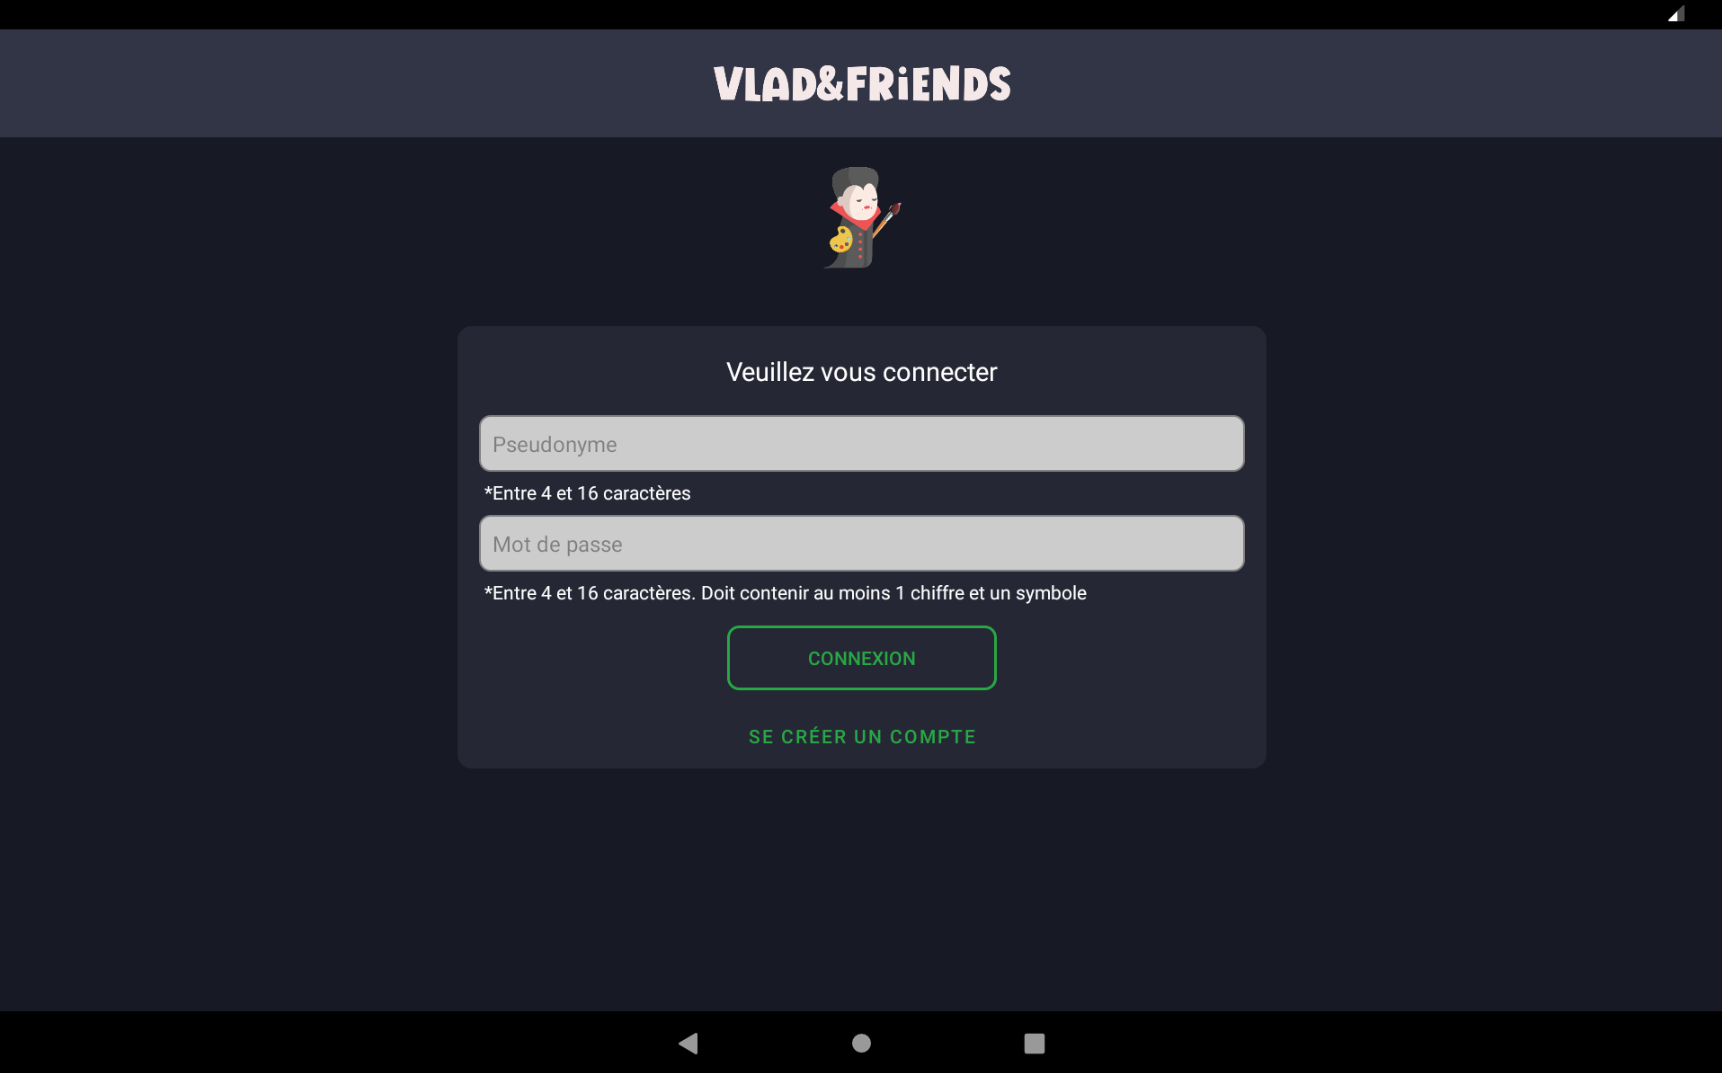 VLAD&FRiENDS
Veuillez vous connecter
Pseudonyme
*Entre 4 et 16 caractères
Mot de passe
*Entre 4 et 16 caractères. Doit contenir au moins 1 chiffre et un symbole
CONNEXION
SE CRÉER UN COMPTE